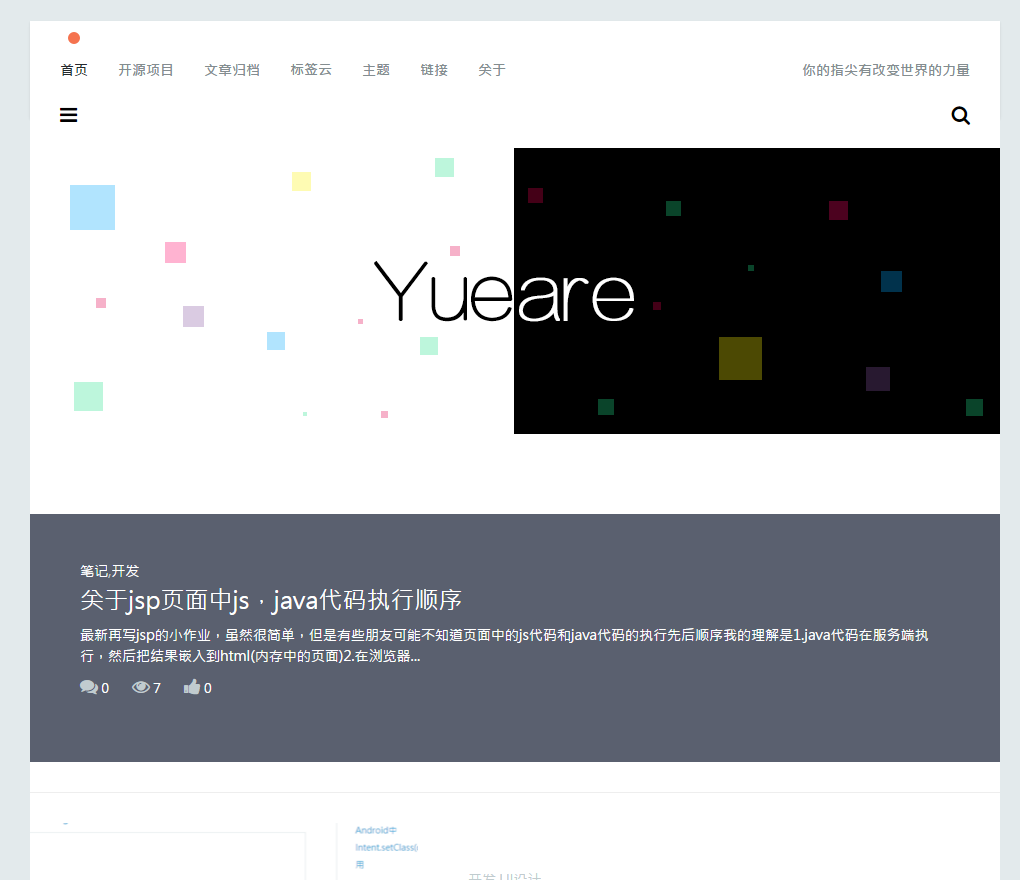 首页 开源项目 文章归档 标签云 主题 链接 关于 你的指尖有改变世界的力量
Yueare
笔记,开发
关于jsp页面中js，java代码执行顺序
最新再写jsp的小作业，虽然很简单，但是有些朋友可能不知道页面中的js代码和java代码的执行先后顺序我的理解是1.java代码在服务端执
行，然后把结果嵌入到html(内存中的页面)2.在浏览器...
0 7 0
Android中
Intent.setClass(
用
开发,UI设计